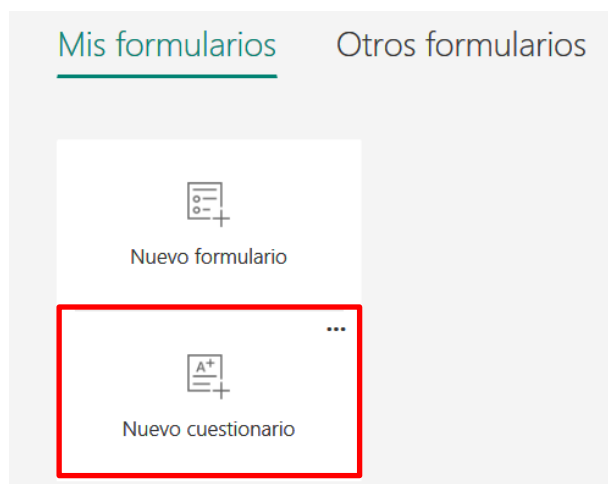 Mis formularios Otros formularios
Nuevo formulario
...
A+
Nuevo cuestionario